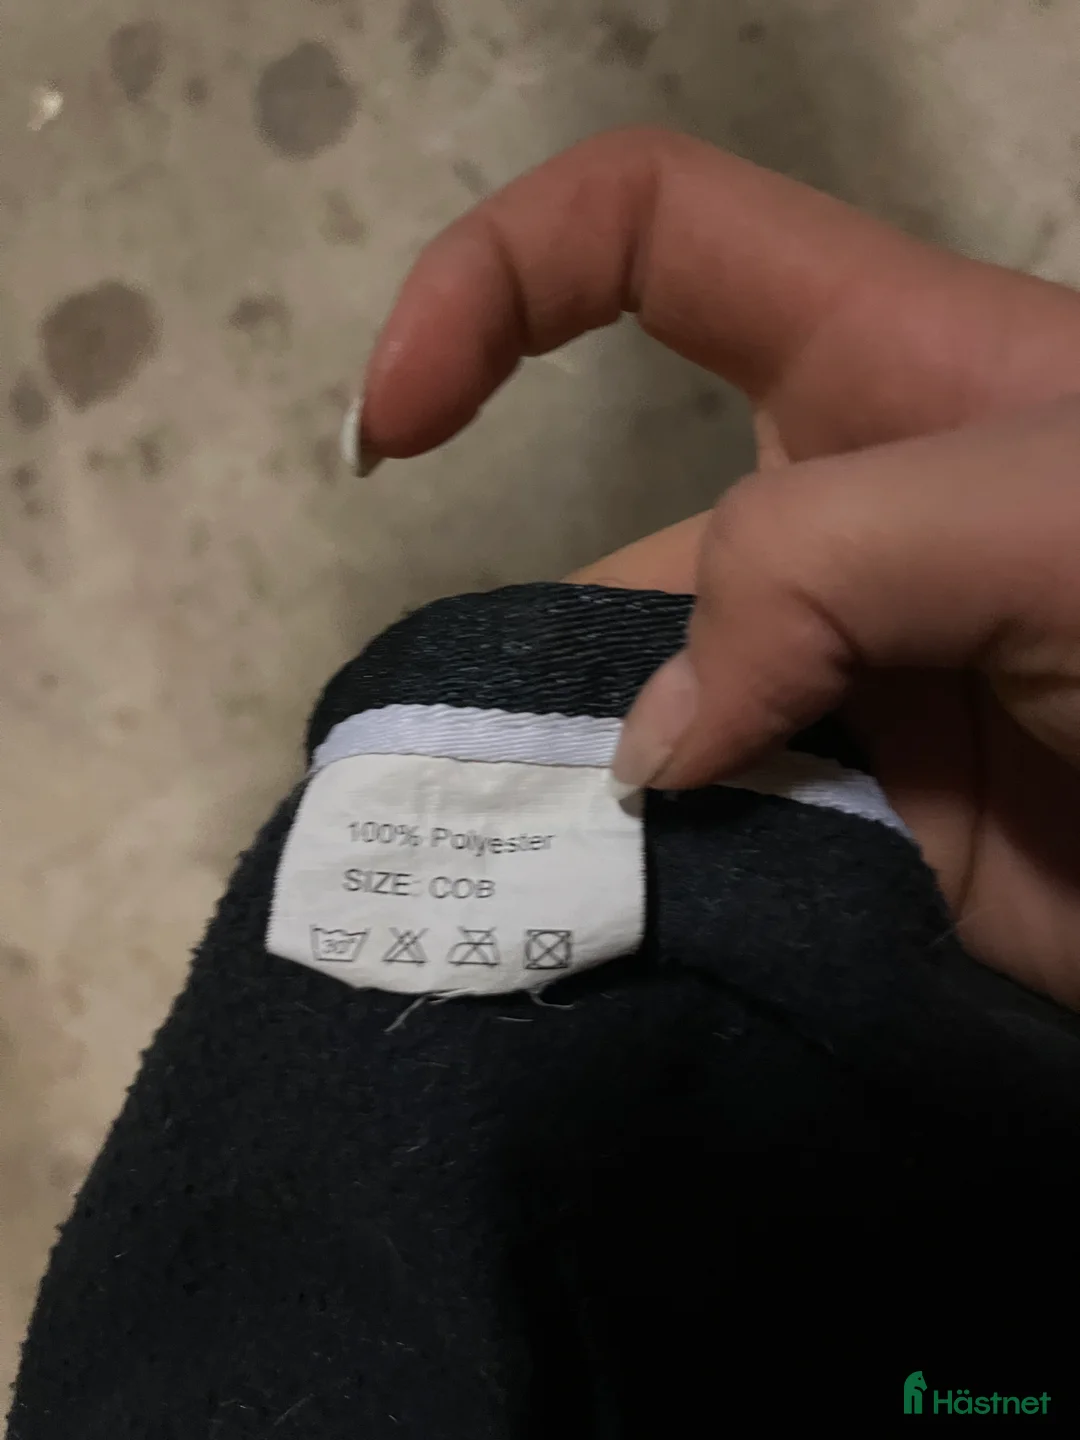 100% Polyester
SIZE: COB
30°
Hästnet